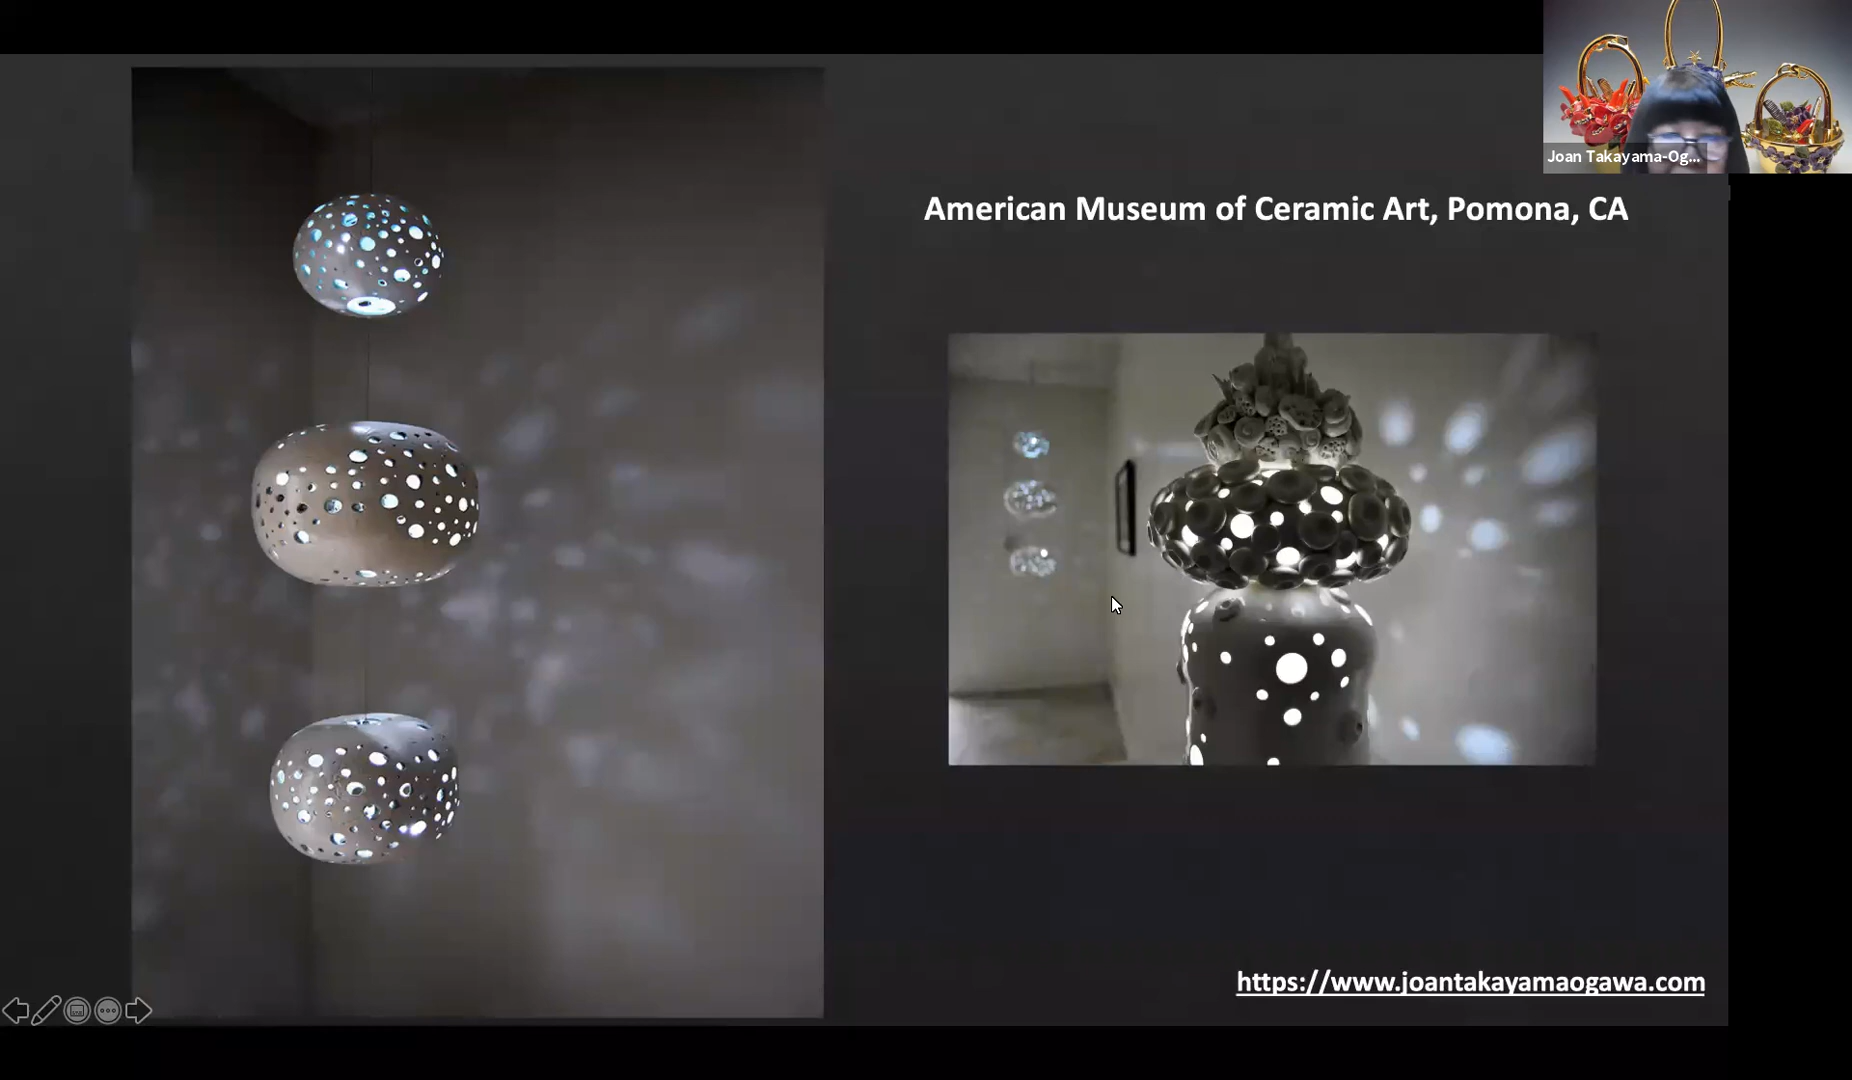 Joan Takayama-Og...
American Museum of Ceramic Art, Pomona, CA
https://www.joantakayamaogawa.com